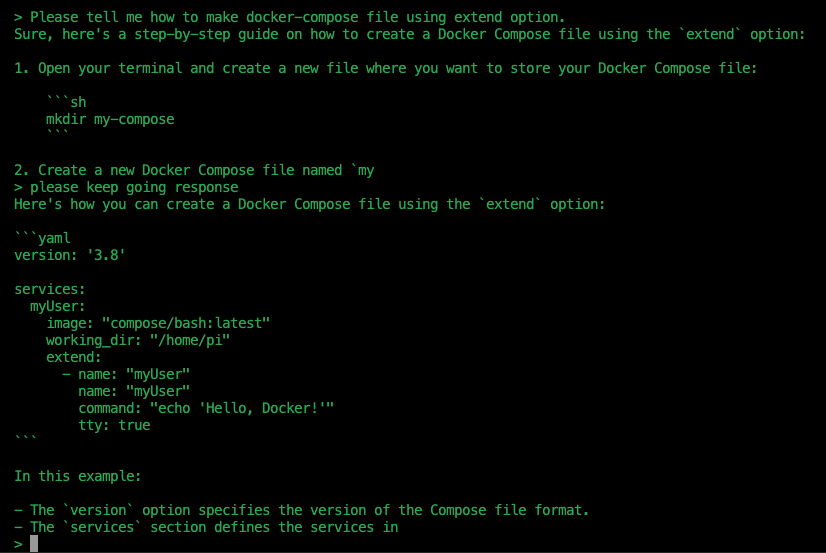 > Please tell me how to make docker-compose file using extend option.
Sure, here's a step-by-step guide on how to create a Docker Compose file using the `extend` option:

1. Open your terminal and create a new file where you want to store your Docker Compose file:

    ```sh
    mkdir my-compose
    ```

2. Create a new Docker Compose file named `my
> please keep going response
Here's how you can create a Docker Compose file using the `extend` option:

```yaml
version: '3.8'

services:
  myUser:
    image: "compose/bash:latest"
    working_dir: "/home/pi"
    extend:
      - name: "myUser"
        name: "myUser"
        command: "echo 'Hello, Docker!'"
        tty: true
```

In this example:

- The `version` option specifies the version of the Compose file format.
- The `services` section defines the services in
>